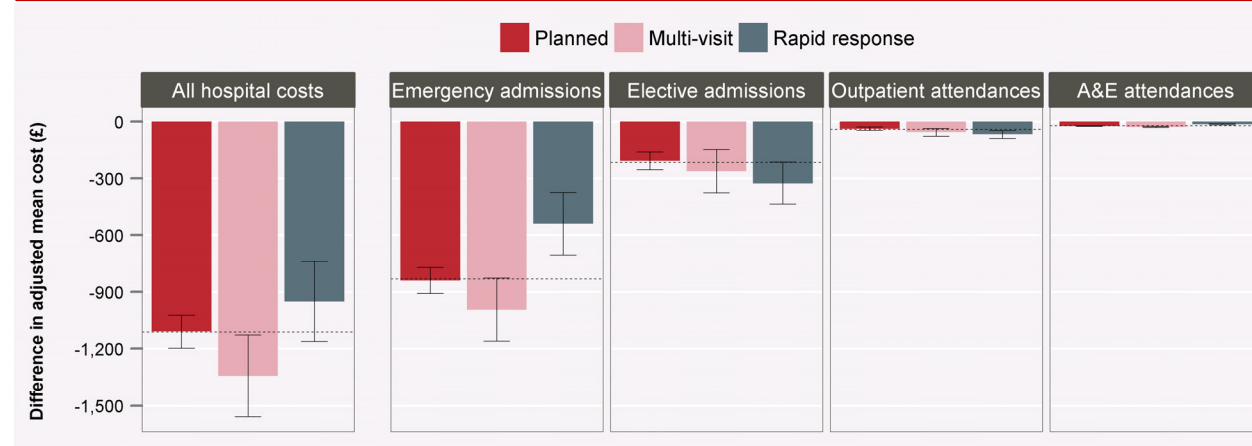 Planned Multi-visit Rapid response
All hospital costs Emergency admissions Elective admissions Outpatient attendances A&E attendances
Difference in adjusted mean cost (£)
0
-300
-600
-900
-1,200
-1,500